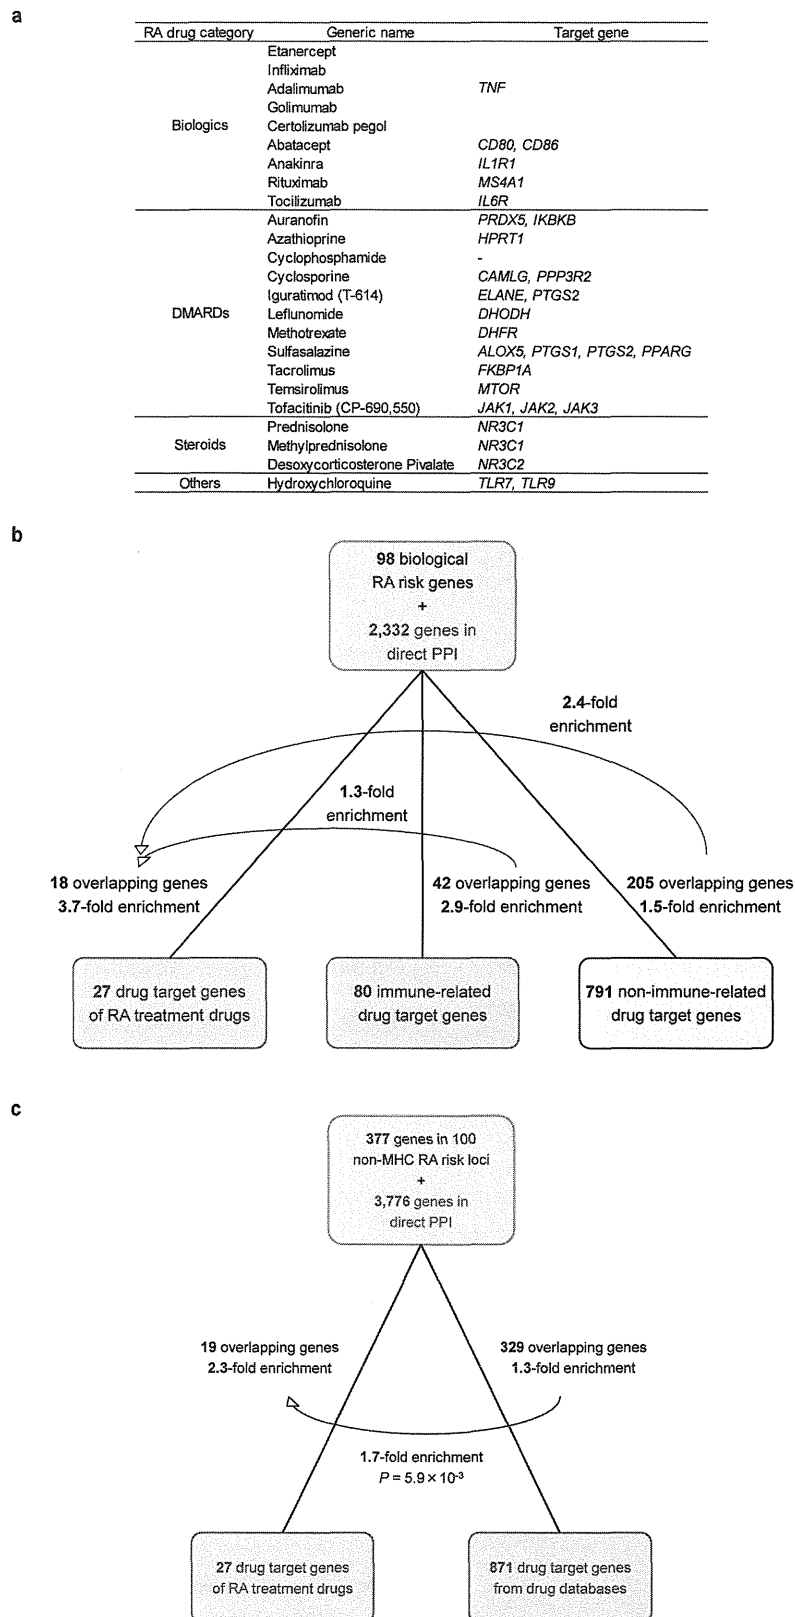 a
RA drug category Generic name Target gene
Etanercept
Infliximab
Adalimumab TNF
Golimumab
Biologics Certolizumab pegol
Abatacept CD80, CD86
Anakinra IL1R1
Rituximab MS4A1
Tocilizumab IL6R
Auranofin PRDX5, IKBKB
Azathioprine HPRT1
Cyclophosphamide -
Cyclosporine CAMLG, PPP3R2
Iguratimod (T-614) ELANE, PTGS2
DMARDs Leflunomide DHODH
Methotrexate DHFR
Sulfasalazine ALOX5, PTGS1, PTGS2, PPARG
Tacrolimus FKBP1A
Temsirolimus MTOR
Tofacitinib (CP-690,550) JAK1, JAK2, JAK3
Prednisolone NR3C1
Steroids Methylprednisolone NR3C1
Desoxycorticosterone Pivalate NR3C2
Others Hydroxychloroquine TLR7, TLR9
b
98 biological
RA risk genes
+
2,332 genes in
direct PPI
2.4-fold
enrichment
1.3-fold
enrichment
18 overlapping genes
3.7-fold enrichment
42 overlapping genes
2.9-fold enrichment
205 overlapping genes
1.5-fold enrichment
27 drug target genes
of RA treatment drugs
80 immune-related
drug target genes
791 non-immune-related
drug target genes
c
377 genes in 100
non-MHC RA risk loci
+
3,776 genes in
direct PPI
19 overlapping genes
2.3-fold enrichment
329 overlapping genes
1.3-fold enrichment
1.7-fold enrichment
P = 5.9 × 10⁻³
27 drug target genes
of RA treatment drugs
871 drug target genes
from drug databases